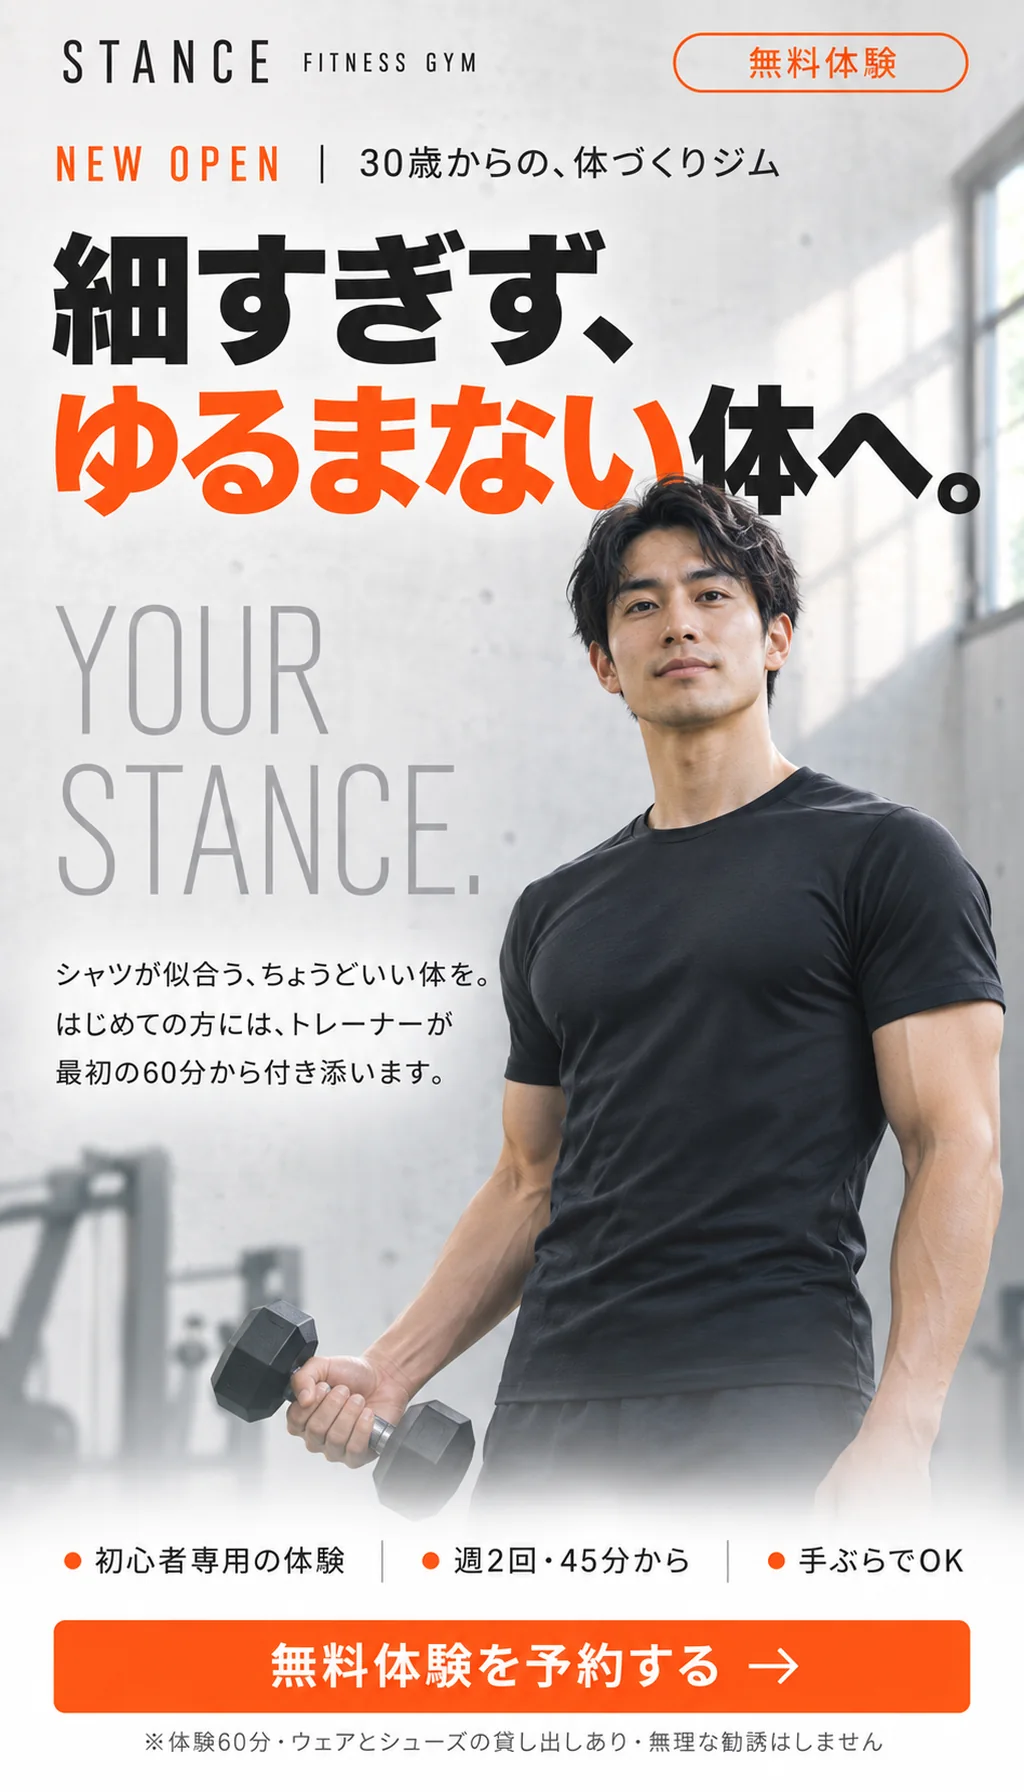 STANCE FITNESS GYM
無料体験
NEW OPEN | 30歳からの、体づくりジム
細すぎず、
ゆるまない体へ。
YOUR
STANCE.
シャツが似合う、ちょうどいい体を。
はじめての方には、トレーナーが
最初の60分から付き添います。
● 初心者専用の体験 | ● 週2回・45分から | ● 手ぶらでOK
無料体験を予約する →
※体験60分・ウェアとシューズの貸し出しあり・無理な勧誘はしません